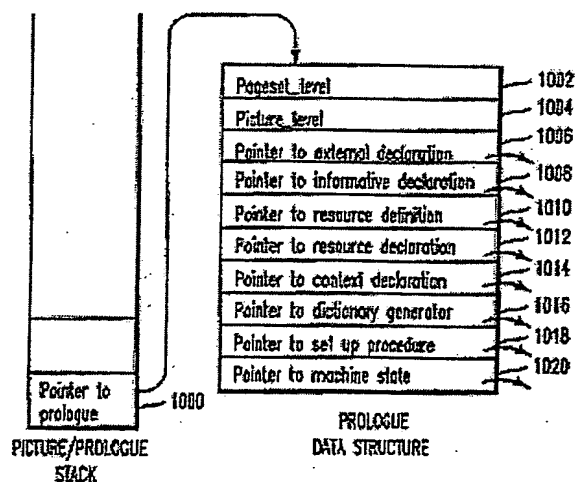 Pageset_level
1002
Picture_level
1004
Pointer to external declaration
1006
Pointer to informative declaration
1008
Pointer to resource definition
1010
Pointer to resource declaration
1012
Pointer to context declaration
1014
Pointer to dictionary generator
1016
Pointer to set up procedure
1018
Pointer to machine state
1020
Pointer to
prologue
1000
PICTURE/PROLOGUE
STACK
PROLOGUE
DATA STRUCTURE